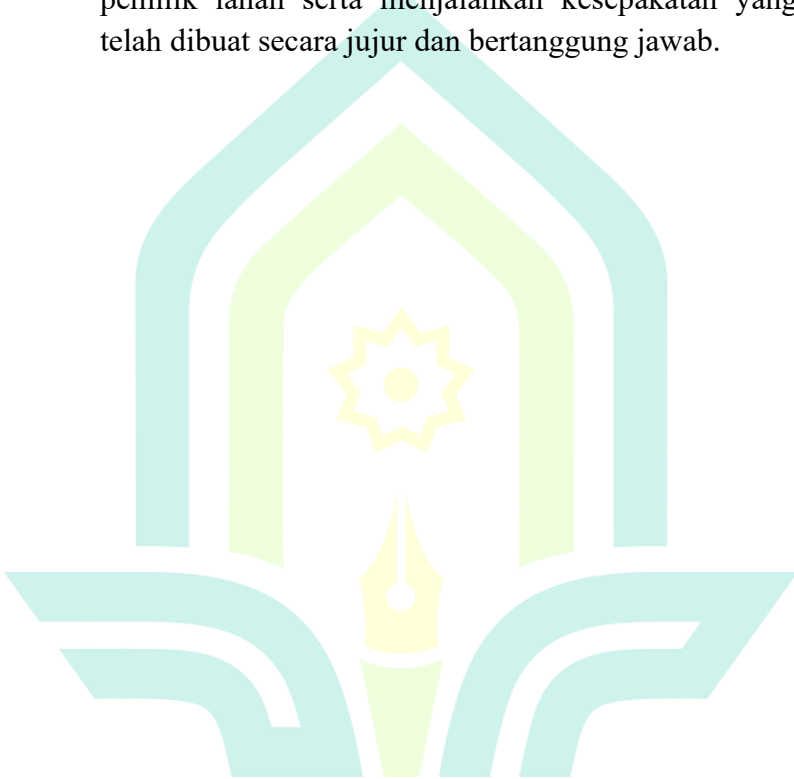 pemilik lahan serta menjalankan kesepakatan yang
telah dibuat secara jujur dan bertanggung jawab.